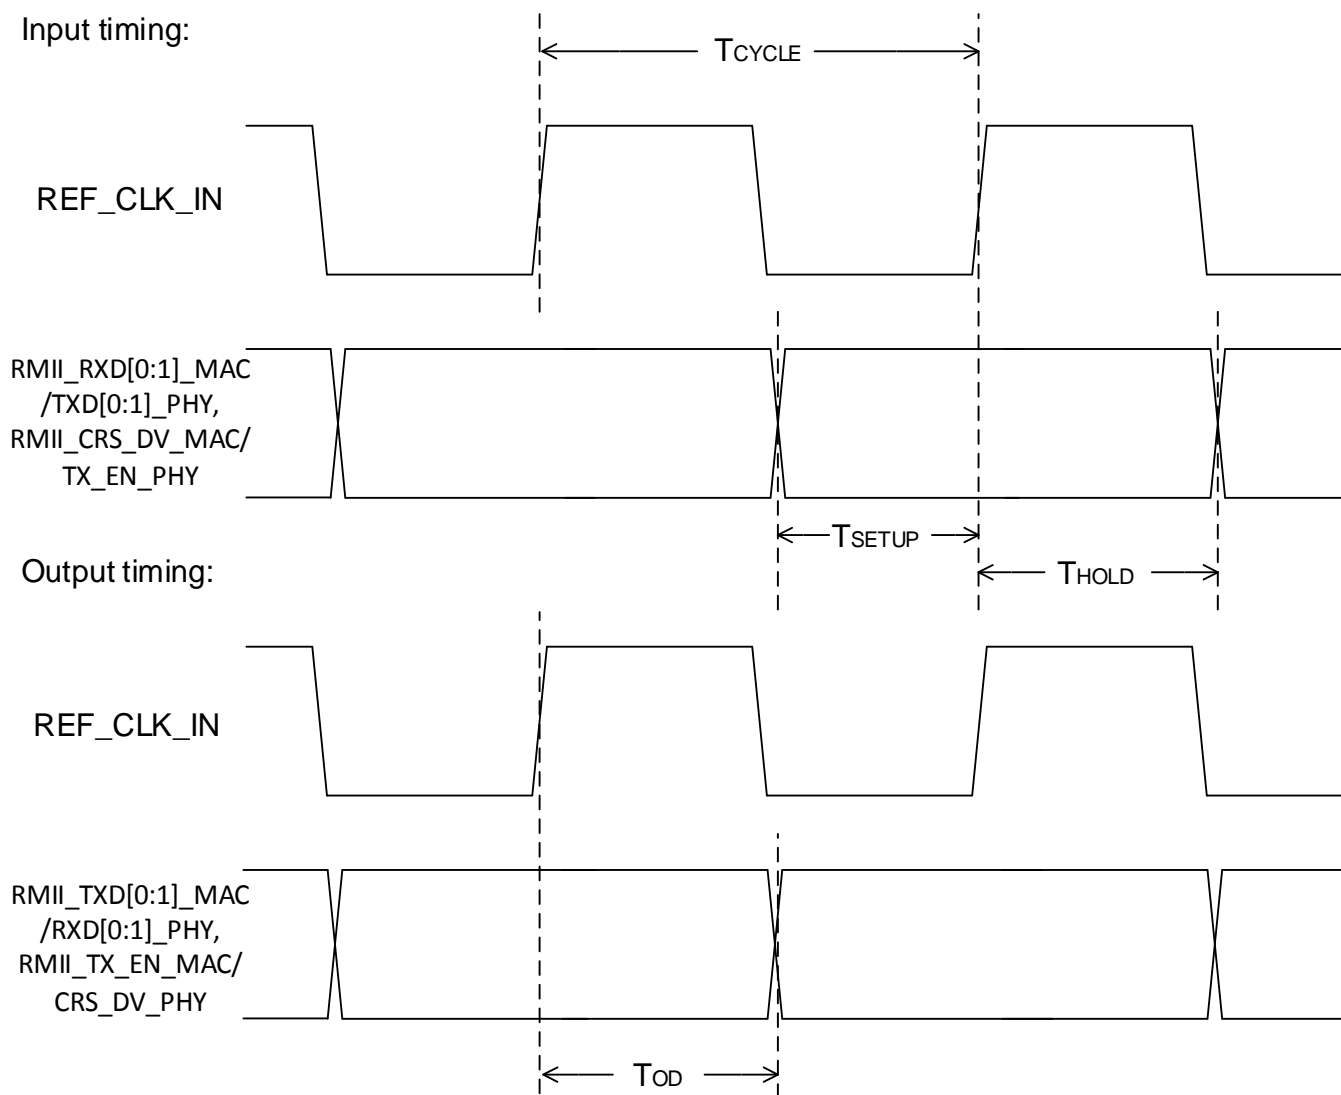 Input timing:
TCYCLE
REF_CLK_IN
RMII_RXD[0:1]_MAC
/TXD[0:1]_PHY,
RMII_CRS_DV_MAC/
TX_EN_PHY
TSETUP
THOLD
Output timing:
REF_CLK_IN
RMII_TXD[0:1]_MAC
/RXD[0:1]_PHY,
RMII_TX_EN_MAC/
CRS_DV_PHY
TOD